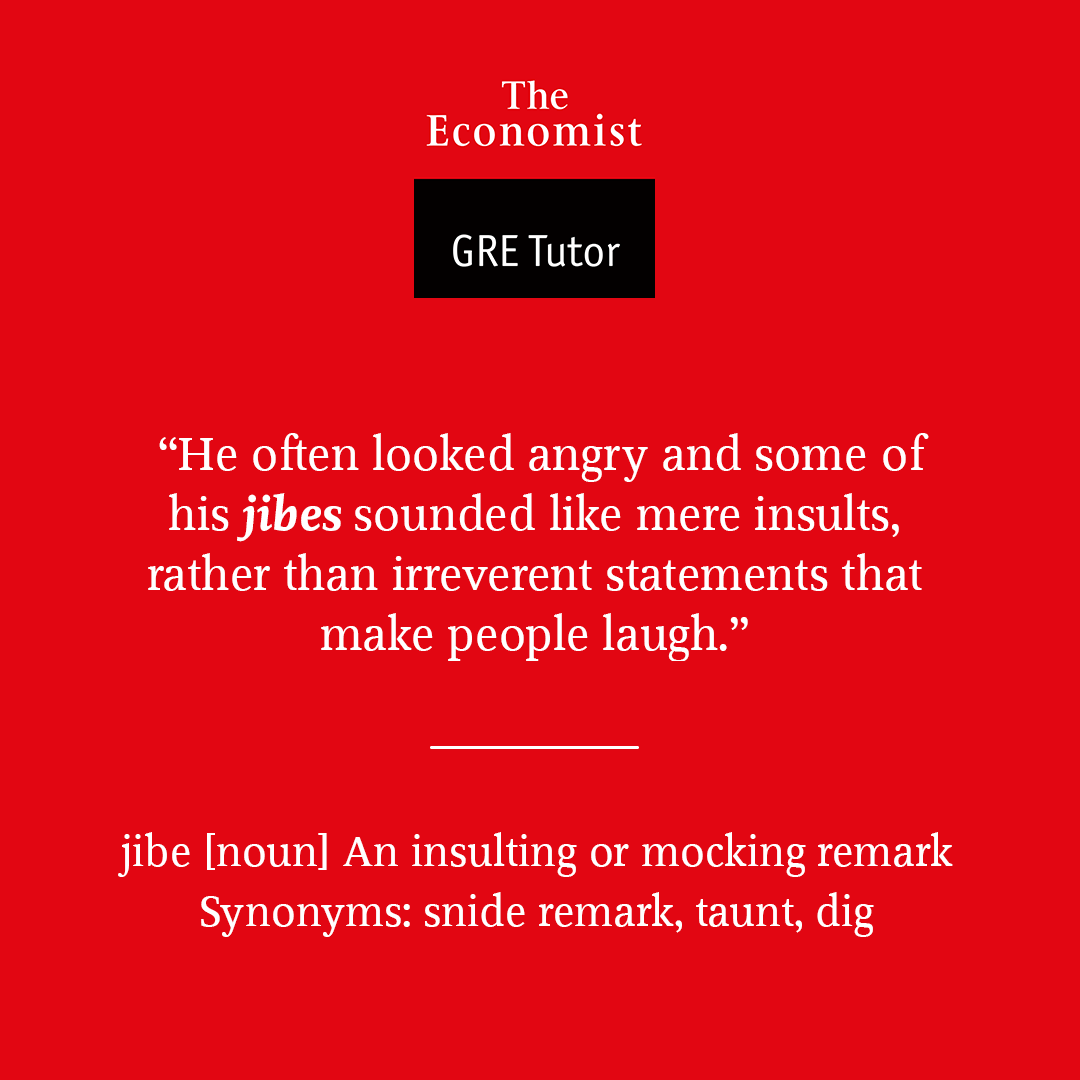 The
Economist
GRE Tutor
“He often looked angry and some of
his jibes sounded like mere insults,
rather than irreverent statements that
make people laugh.”
jibe [noun] An insulting or mocking remark
Synonyms: snide remark, taunt, dig